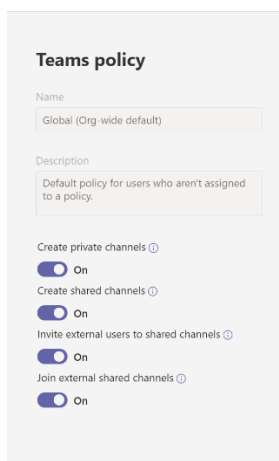 Teams policy
Name
Global (Org-wide default)
Description
Default policy for users who aren't assigned
to a policy.
Create private channels
On
Create shared channels
On
Invite external users to shared channels
On
Join external shared channels
On